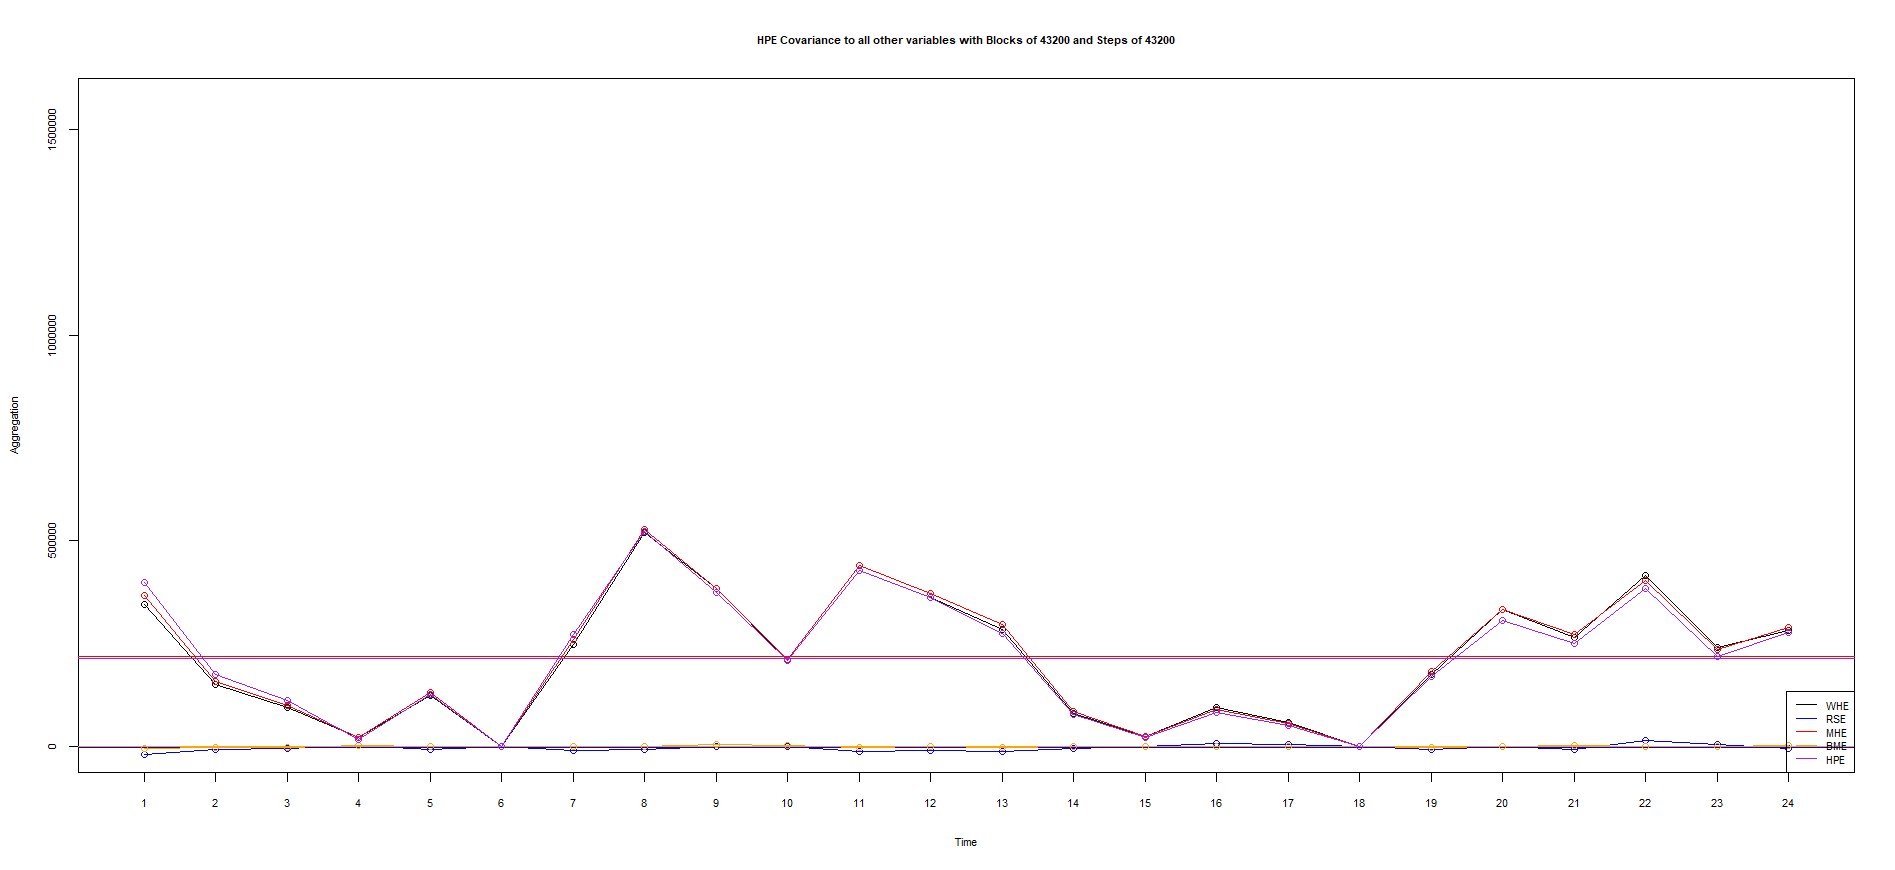 HPE Covariance to all other variables with Blocks of 43200 and Steps of 43200
1500000
1000000
500000
0
Aggregation
WHE
RSE
MHE
BME
HPE
1 2 3 4 5 6 7 8 9 10 11 12 13 14 15 16 17 18 19 20 21 22 23 24
Time